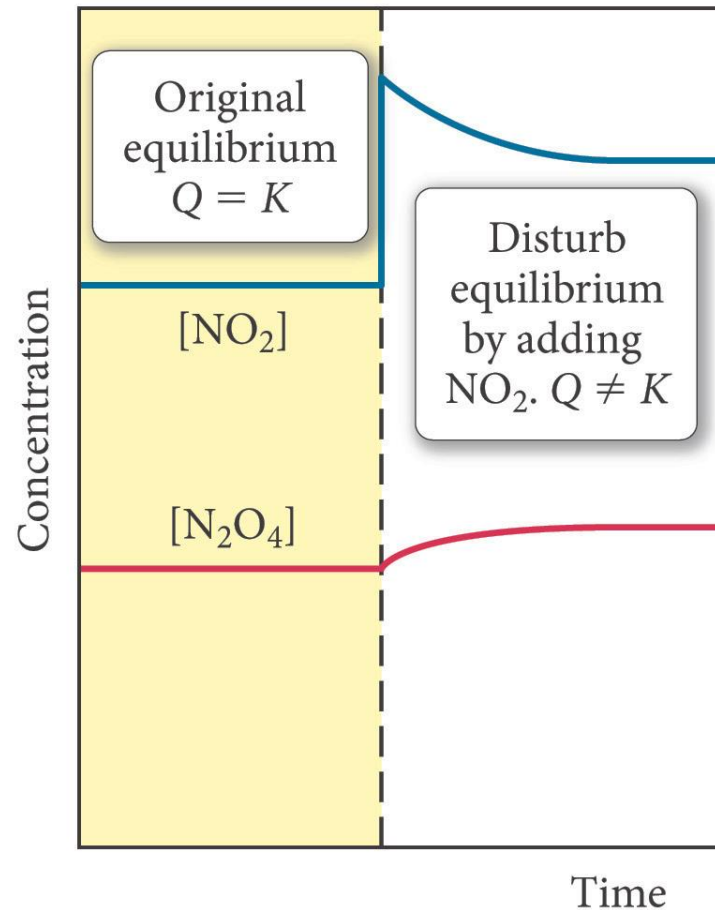 Original
equilibrium
Q = K
[NO₂]
Disturb
equilibrium
by adding
NO₂. Q ≠ K
[N₂O₄]
Concentration
Time